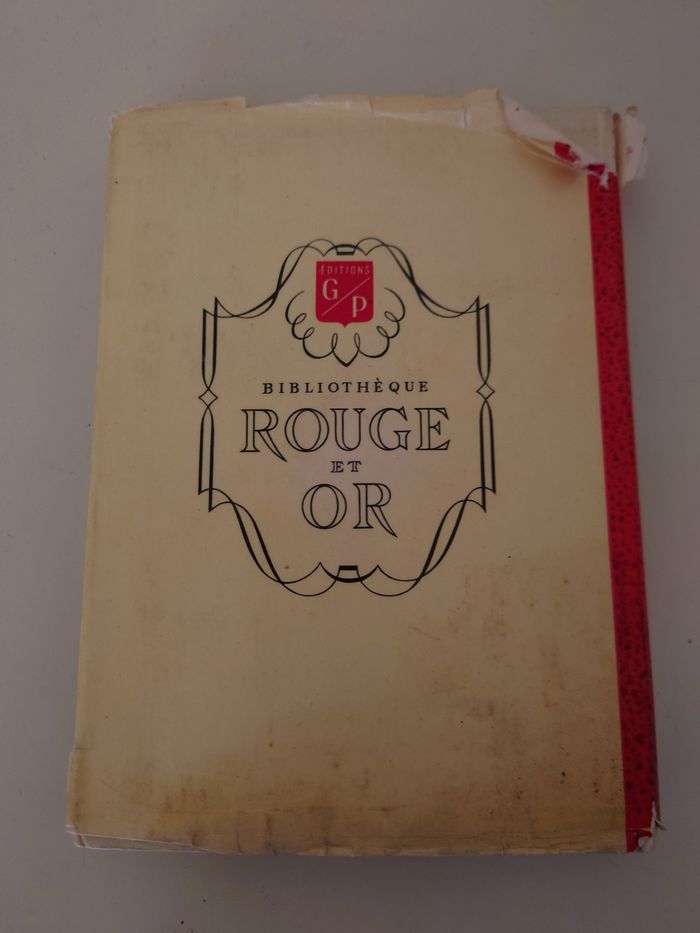 ÉDITIONS
G/P
BIBLIOTHÈQUE
ROUGE
ET
OR